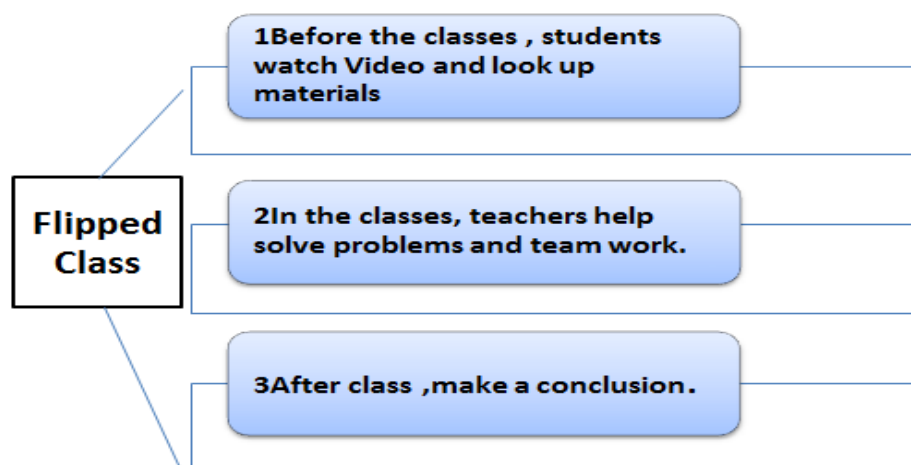 1Before the classes , students
watch Video and look up
materials
Flipped
Class
2In the classes, teachers help
solve problems and team work.
3After class ,make a conclusion.